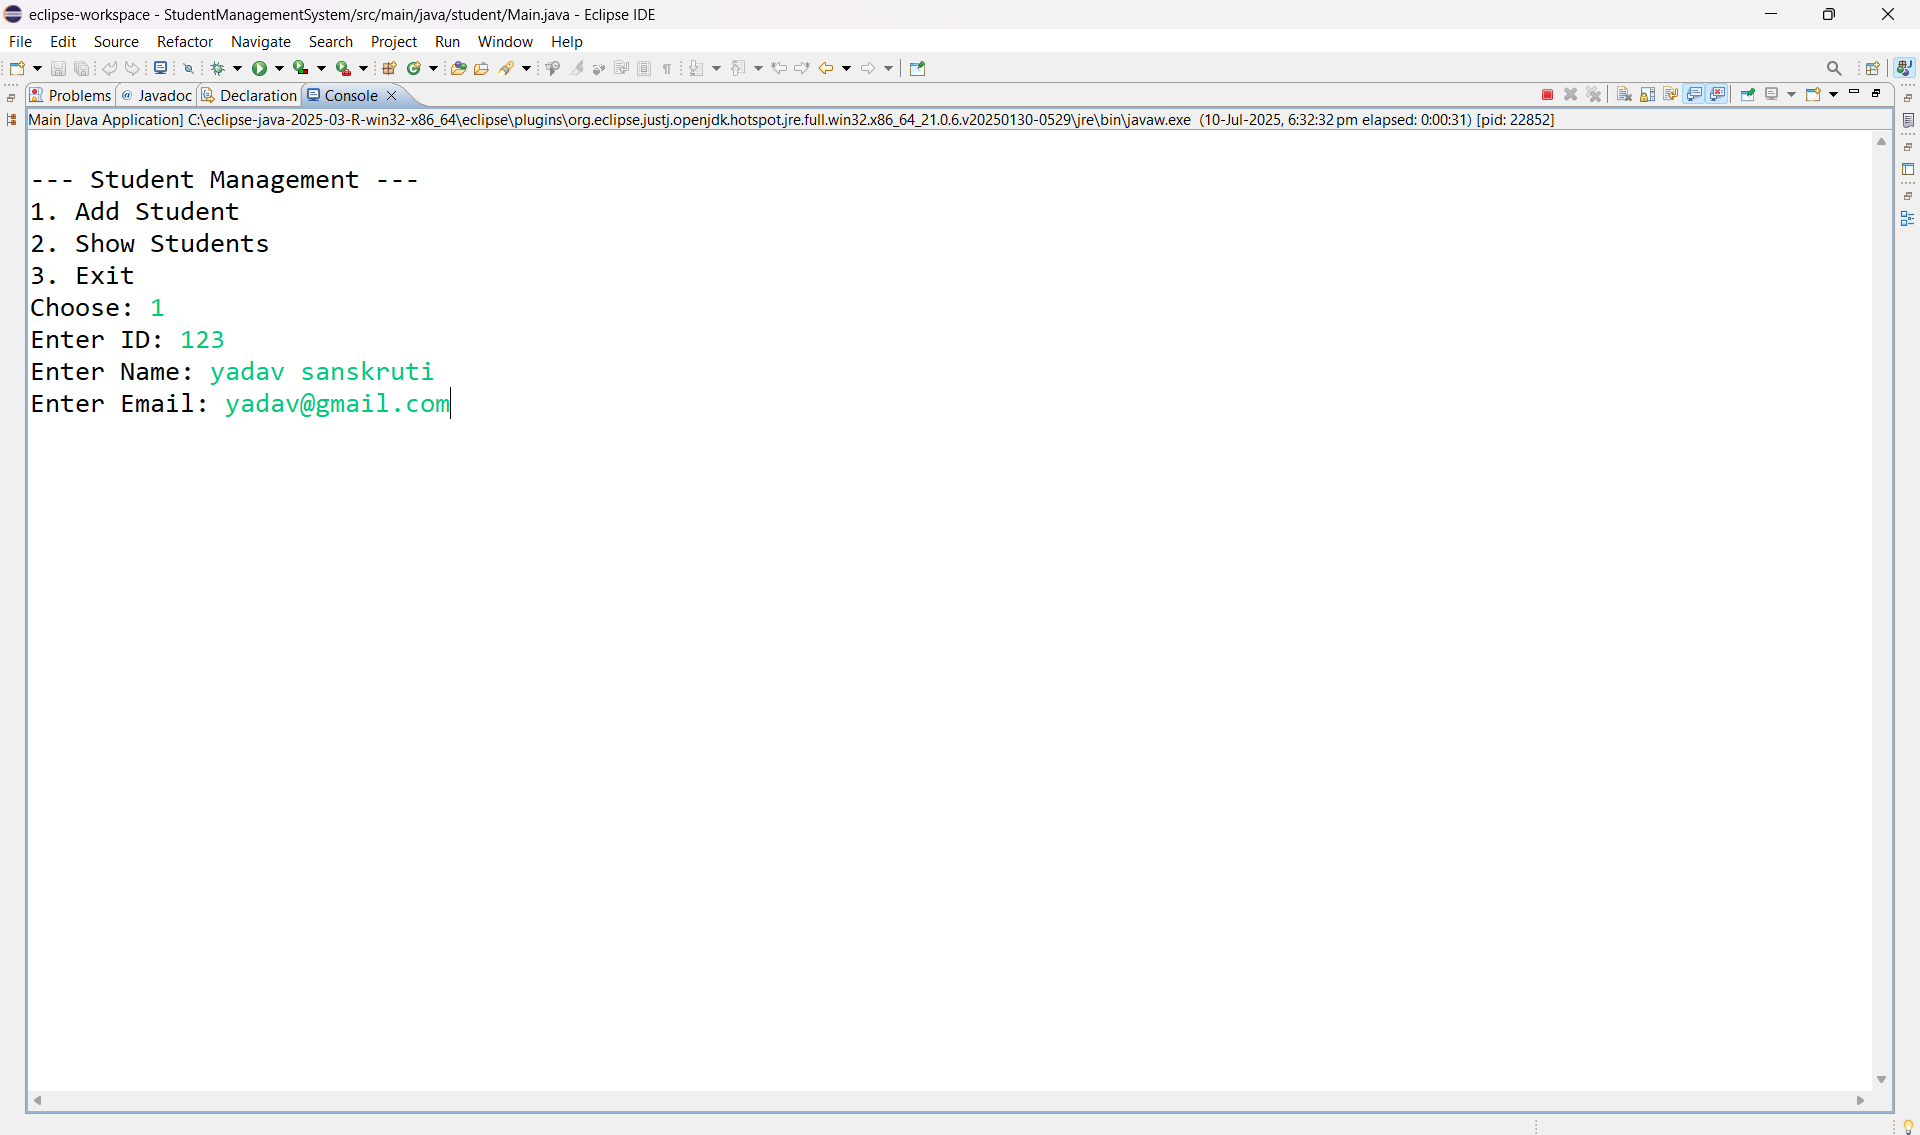 eclipse-workspace - StudentManagementSystem/src/main/java/student/Main.java - Eclipse IDE
File Edit Source Refactor Navigate Search Project Run Window Help
Problems @ Javadoc Declaration Console
Main [Java Application] C:\eclipse-java-2025-03-R-win32-x86_64\eclipse\plugins\org.eclipse.justj.openjdk.hotspot.jre.full.win32.x86_64_21.0.6.v20250130-0529\jre\bin\javaw.exe (10-Jul-2025, 6:32:32 pm elapsed: 0:00:31) [pid: 22852]
--- Student Management ---
1. Add Student
2. Show Students
3. Exit
Choose: 1
Enter ID: 123
Enter Name: yadav sanskruti
Enter Email: yadav@gmail.com